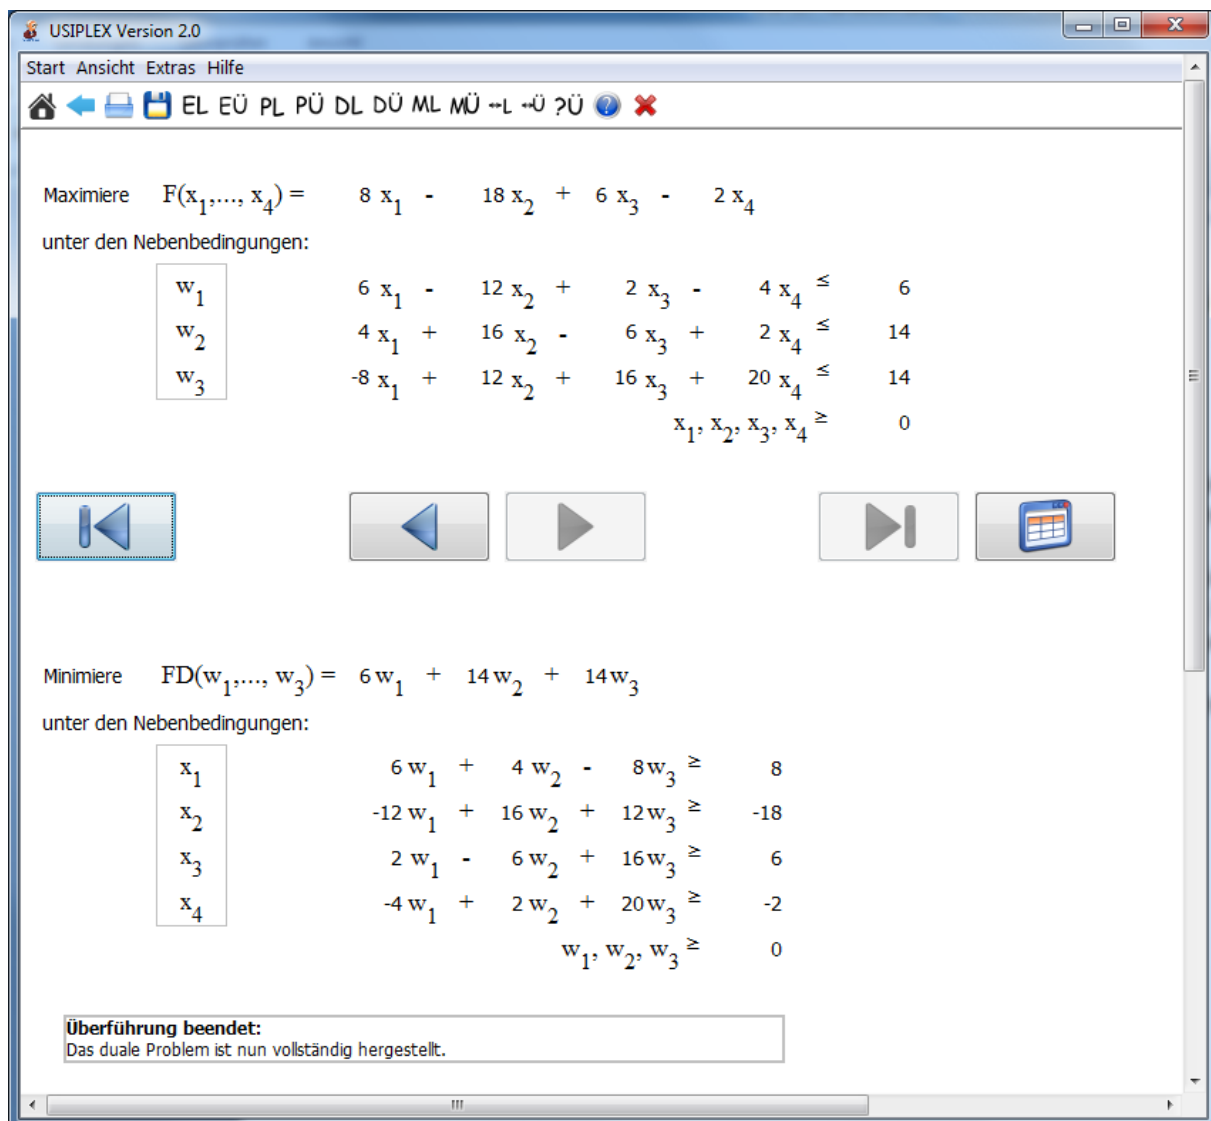 USIPLEX Version 2.0
Start Ansicht Extras Hilfe
EL EÜ PL PÜ DL DÜ ML MÜ ↔L ↔Ü ?Ü
Maximiere F(x₁,..., x₄) = 8 x₁ - 18 x₂ + 6 x₃ - 2 x₄
unter den Nebenbedingungen:
w₁ 6 x₁ - 12 x₂ + 2 x₃ - 4 x₄ ≤ 6
w₂ 4 x₁ + 16 x₂ - 6 x₃ + 2 x₄ ≤ 14
w₃ -8 x₁ + 12 x₂ + 16 x₃ + 20 x₄ ≤ 14
x₁, x₂, x₃, x₄ ≥ 0
Minimiere FD(w₁,..., w₃) = 6 w₁ + 14 w₂ + 14 w₃
unter den Nebenbedingungen:
x₁ 6 w₁ + 4 w₂ - 8 w₃ ≥ 8
x₂ -12 w₁ + 16 w₂ + 12 w₃ ≥ -18
x₃ 2 w₁ - 6 w₂ + 16 w₃ ≥ 6
x₄ -4 w₁ + 2 w₂ + 20 w₃ ≥ -2
w₁, w₂, w₃ ≥ 0
Überführung beendet:
Das duale Problem ist nun vollständig hergestellt.